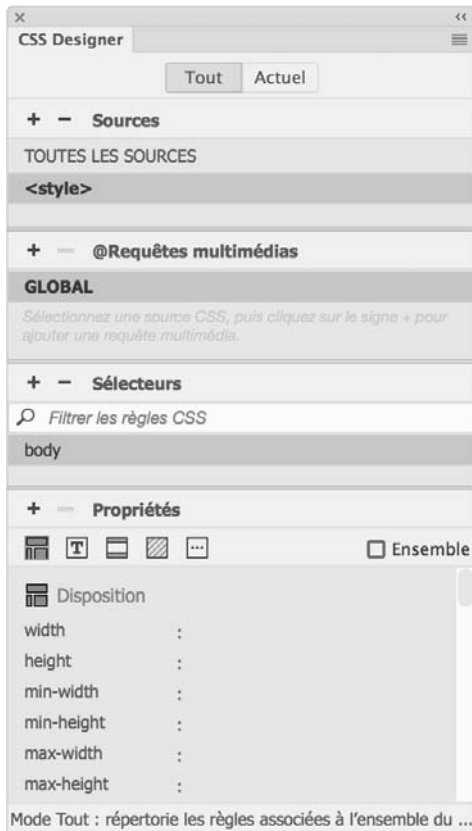 CSS Designer
Tout Actuel
+ − Sources
TOUTES LES SOURCES
<style>
+ − @Requêtes multimédias
GLOBAL
Sélectionnez une source CSS, puis cliquez sur le signe + pour
ajouter une requête multimédia.
+ − Sélecteurs
Filtrer les règles CSS
body
+ − Propriétés
T Ensemble
Disposition
width :
height :
min-width :
min-height :
max-width :
max-height :
Mode Tout : répertorie les règles associées à l'ensemble du ...